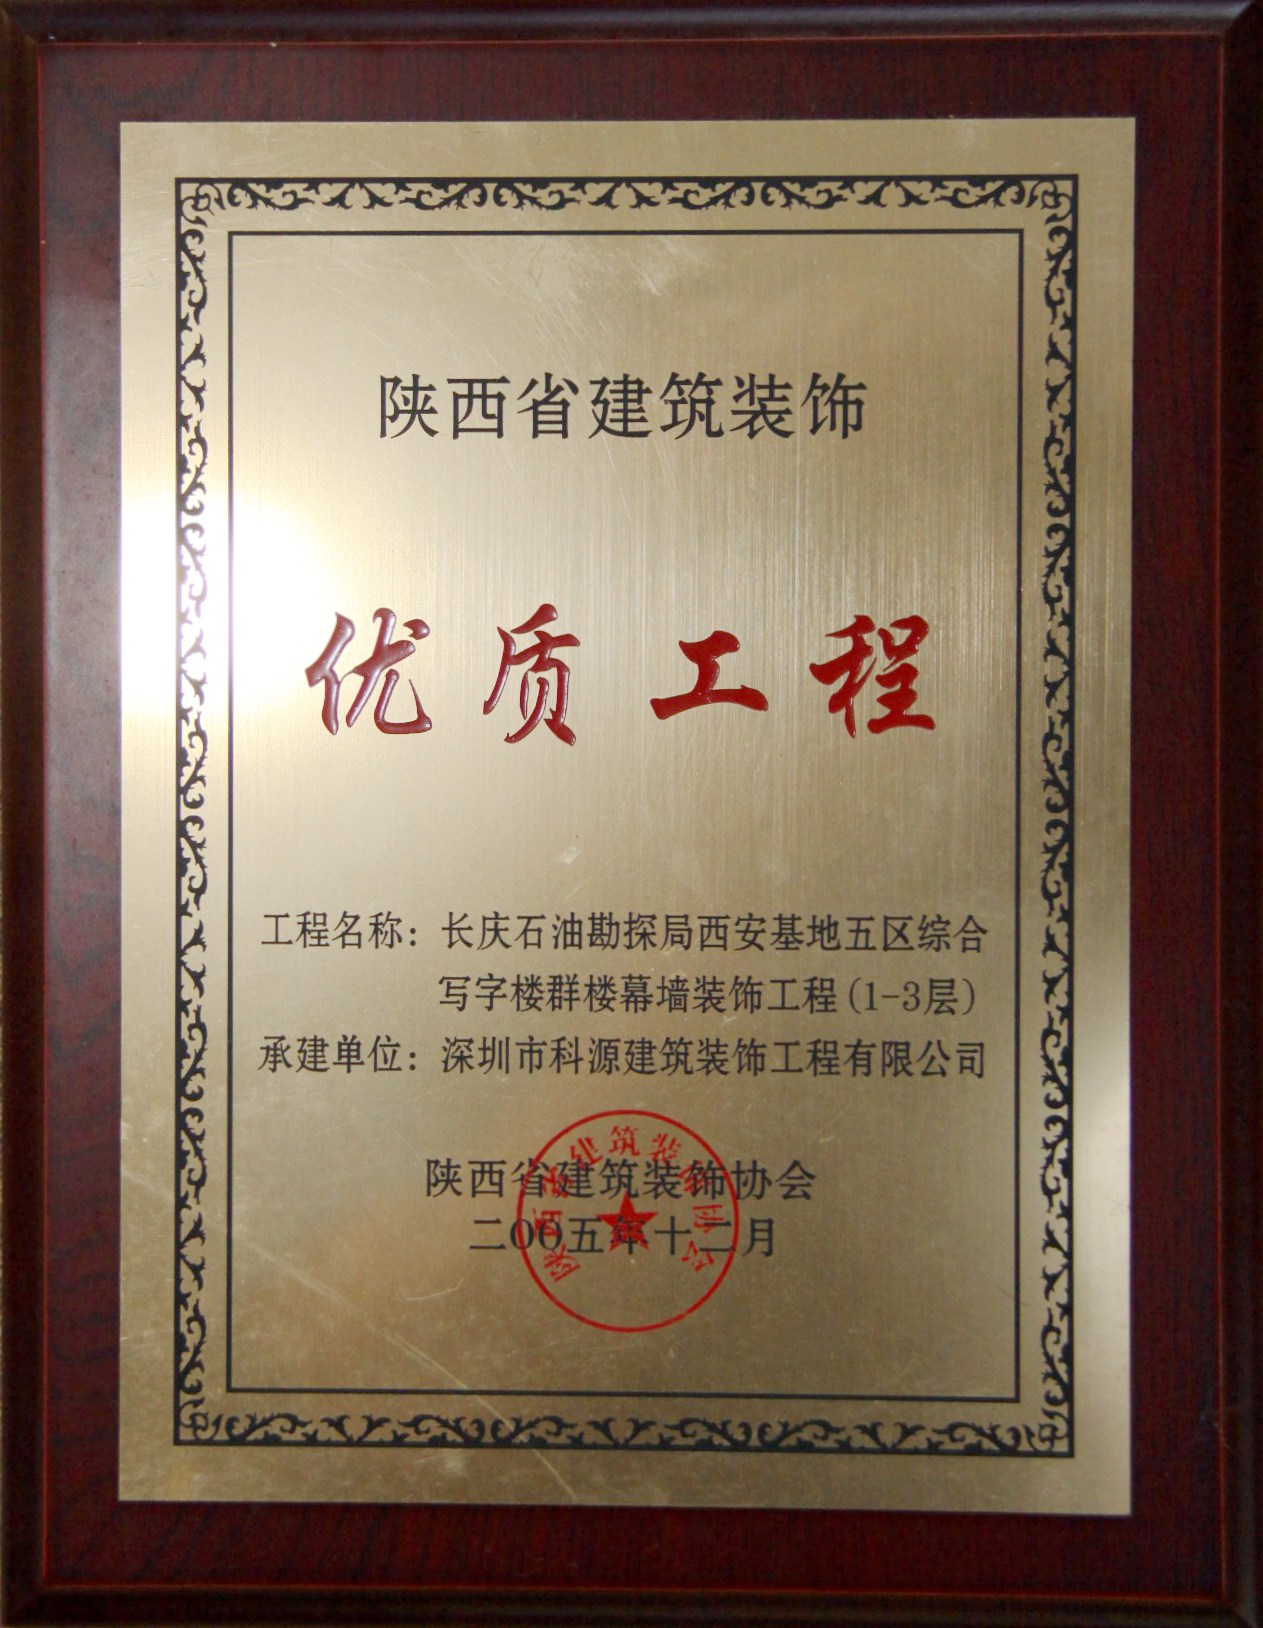 陕西省建筑装饰
优质工程
工程名称：长庆石油勘探局西安基地五区综合
写字楼群楼幕墙装饰工程(1-3层)
承建单位：深圳市科源建筑装饰工程有限公司
陕西省建筑装饰协会
二〇〇五年十二月
陕西省建筑装饰协会